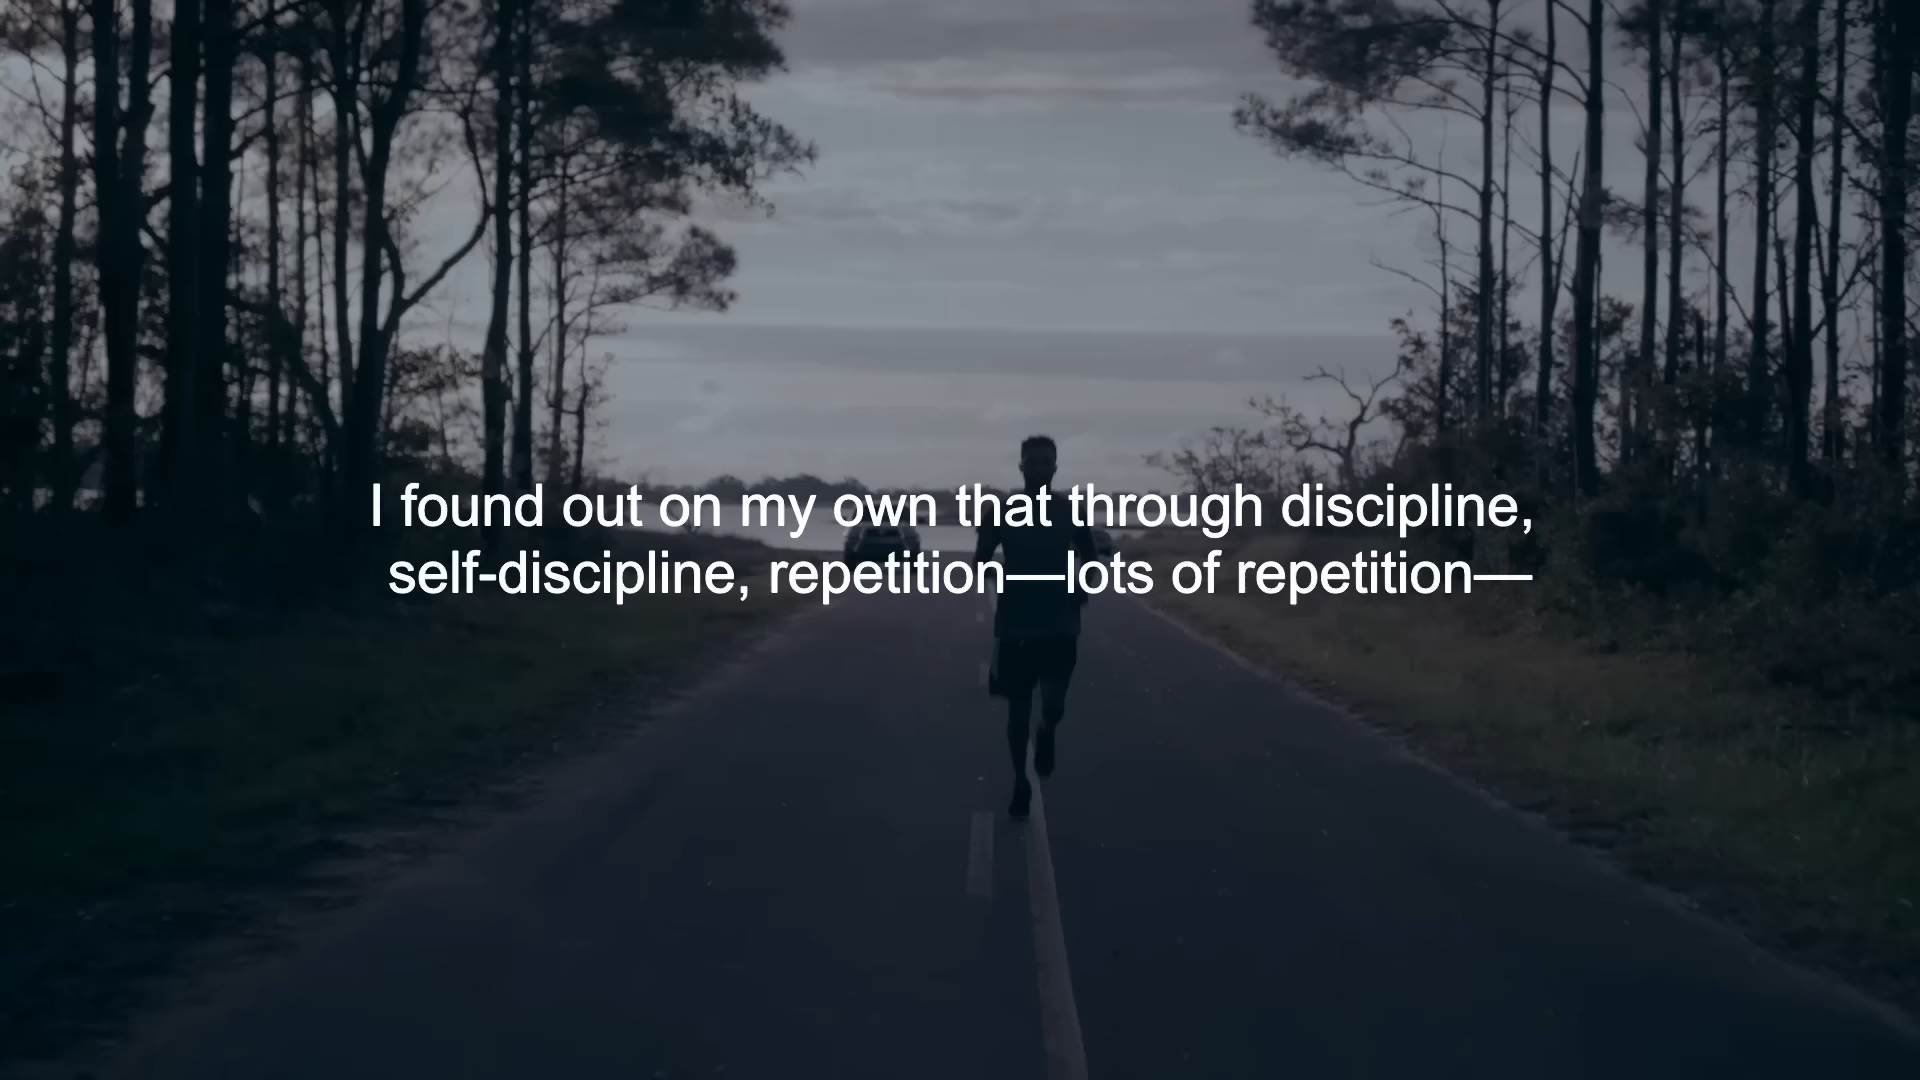 I found out on my own that through discipline,
self-discipline, repetition—lots of repetition—